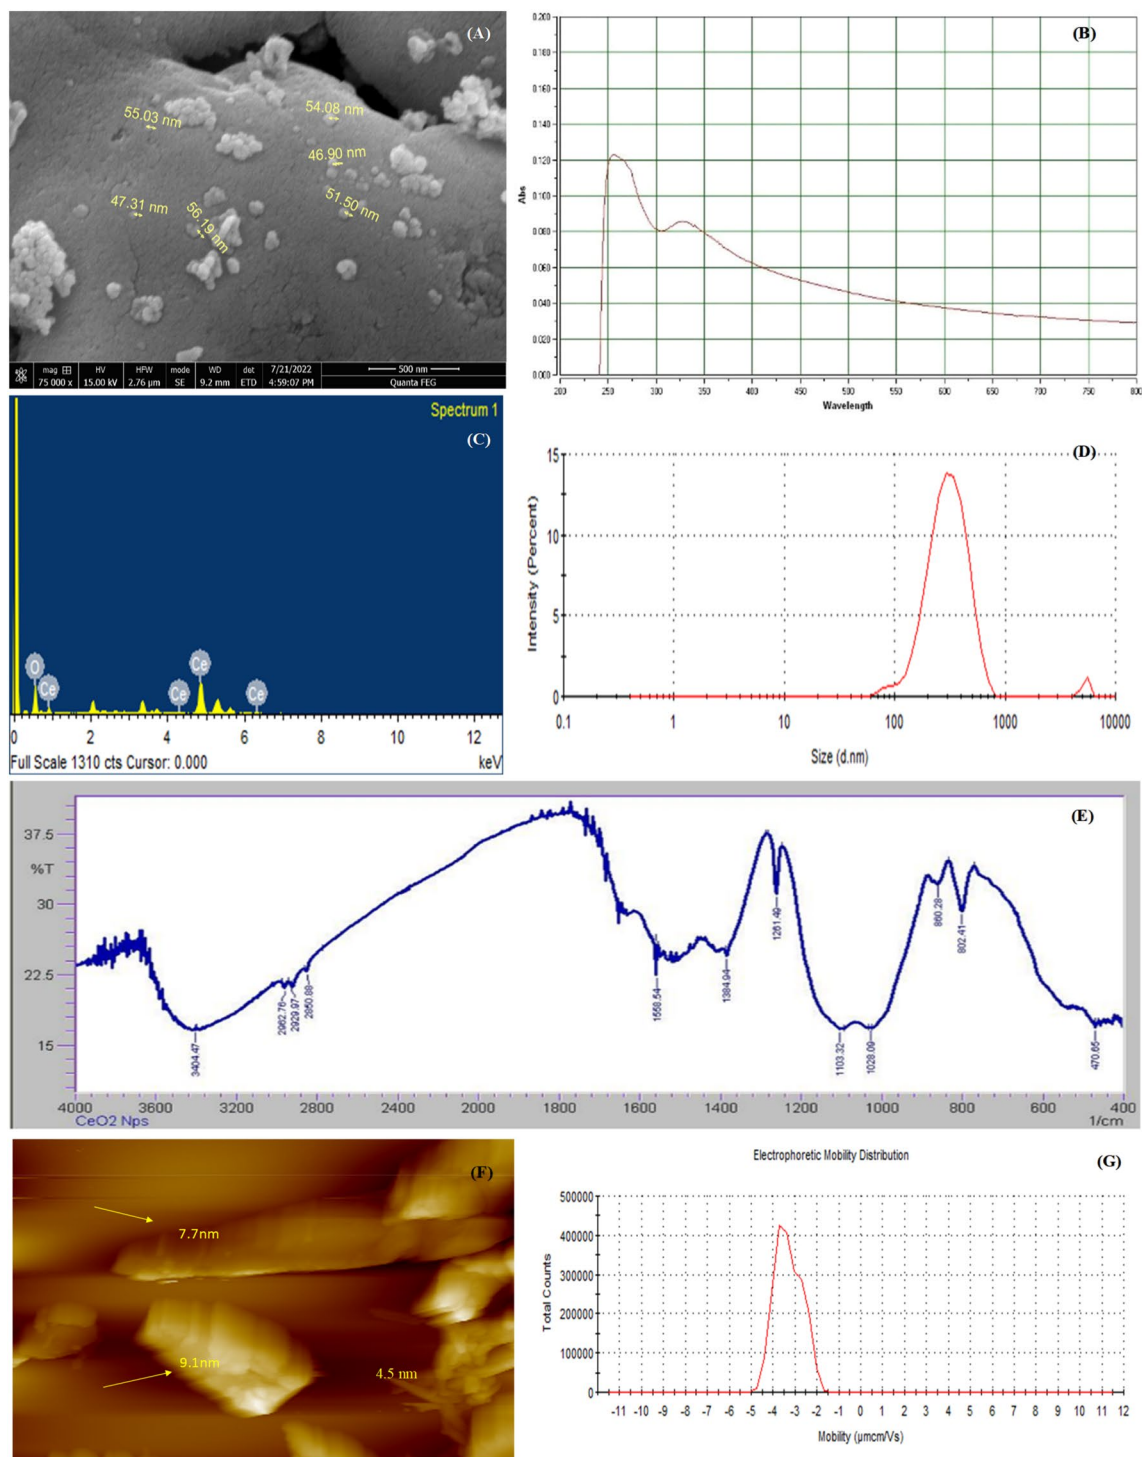 (A)
55.03 nm
54.08 nm
46.90 nm
47.31 nm
56.19 nm
51.50 nm
mag HV HFW mode WD det 7/21/2022 500 nm
75 000 x 15.00 kV 2.76 µm SE 9.2 mm ETD 4:59:07 PM Quanta FEG
(B)
Abs
0.200
0.180
0.160
0.140
0.120
0.100
0.080
0.060
0.040
0.020
0.000
200 250 300 350 400 450 500 550 600 650 700 750 800
Wavelength
Spectrum 1
(C)
O
Ce
Ce
Ce
Ce
0 2 4 6 8 10 12
Full Scale 1310 cts Cursor: 0.000 keV
(D)
Intensity (Percent)
15
10
5
0
0.1 1 10 100 1000 10000
Size (d.nm)
(E)
37.5
%T
30
22.5
15
3404.47
2962.76
2929.97
2850.88
1558.54
1384.94
1261.49
1103.32
1028.09
860.28
802.41
470.65
4000 3600 3200 2800 2400 2000 1800 1600 1400 1200 1000 800 600 400
CeO2 Nps 1/cm
(F)
7.7nm
9.1nm
4.5 nm
Electrophoretic Mobility Distribution
(G)
Total Counts
500000
400000
300000
200000
100000
0
-11 -10 -9 -8 -7 -6 -5 -4 -3 -2 -1 0 1 2 3 4 5 6 7 8 9 10 11 12
Mobility (µmcm/Vs)